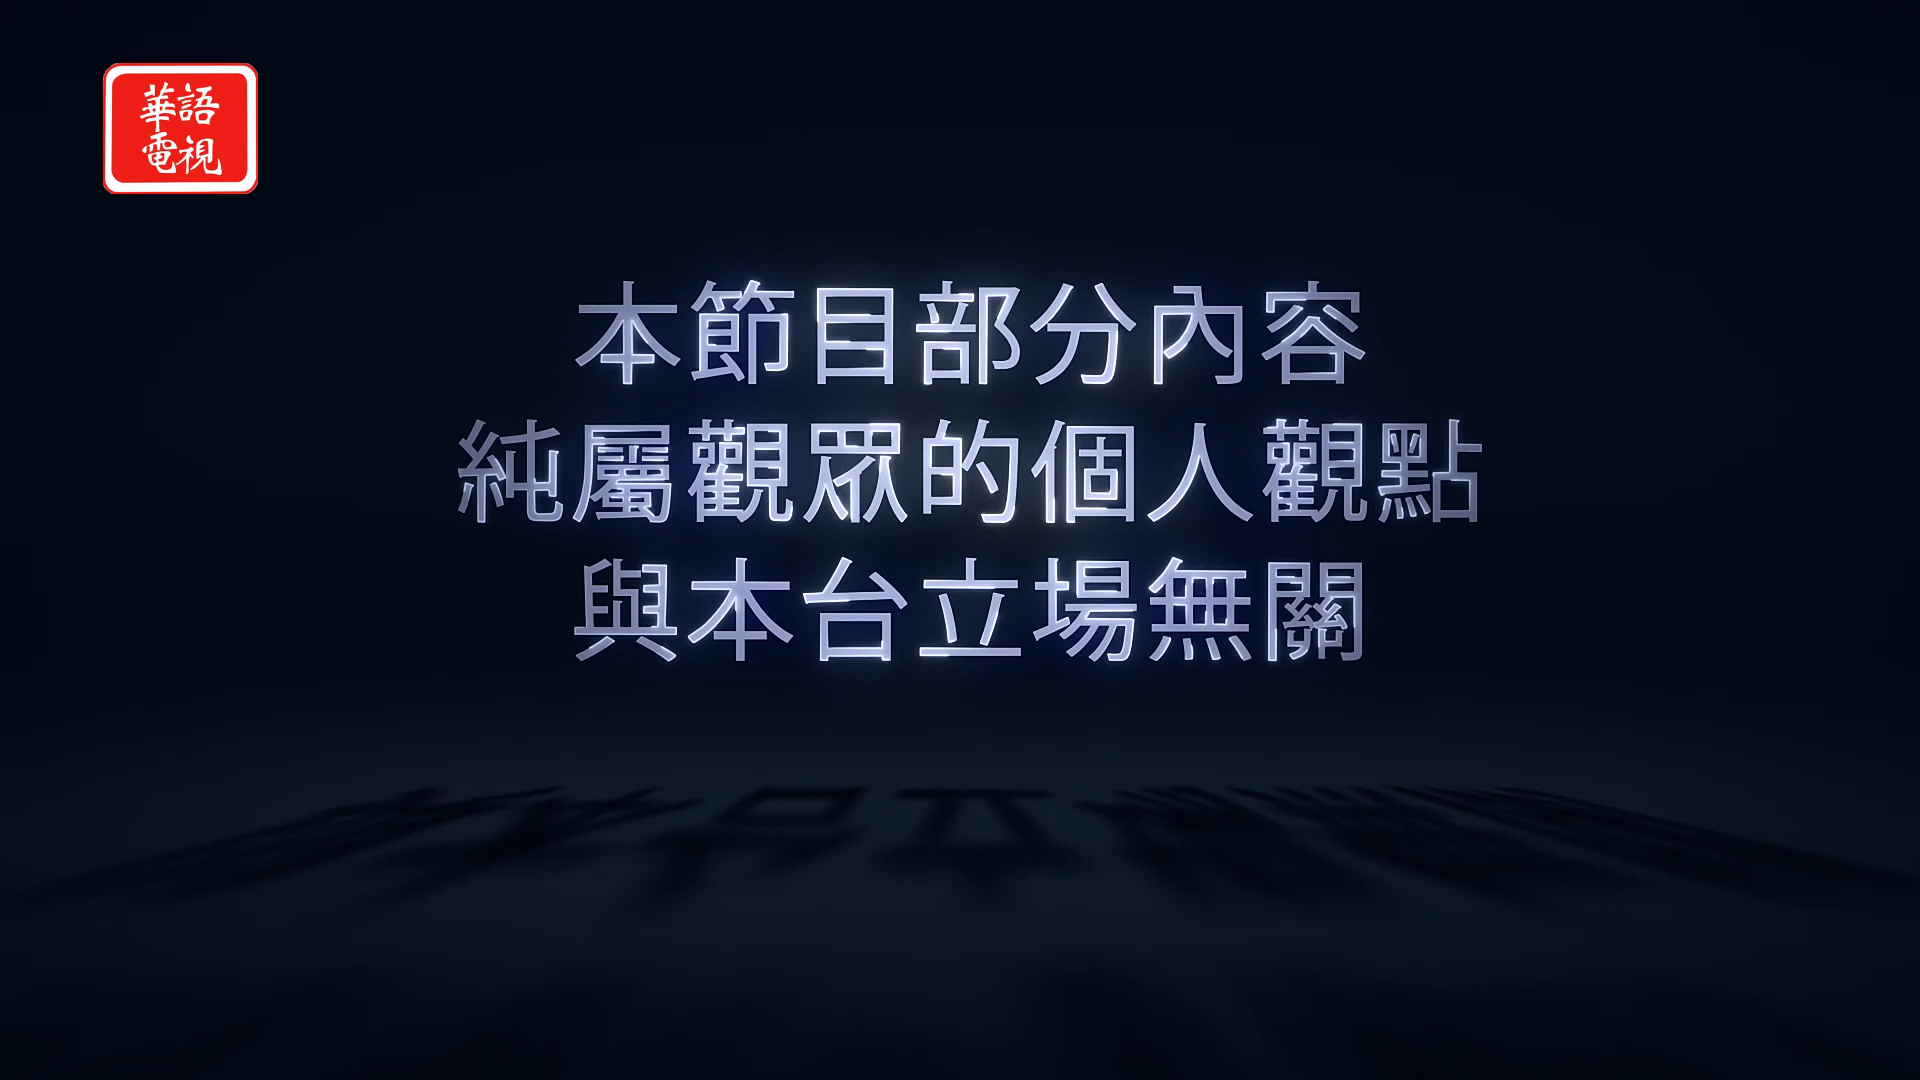 華語
電視
本節目部分內容
純屬觀眾的個人觀點
與本台立場無關